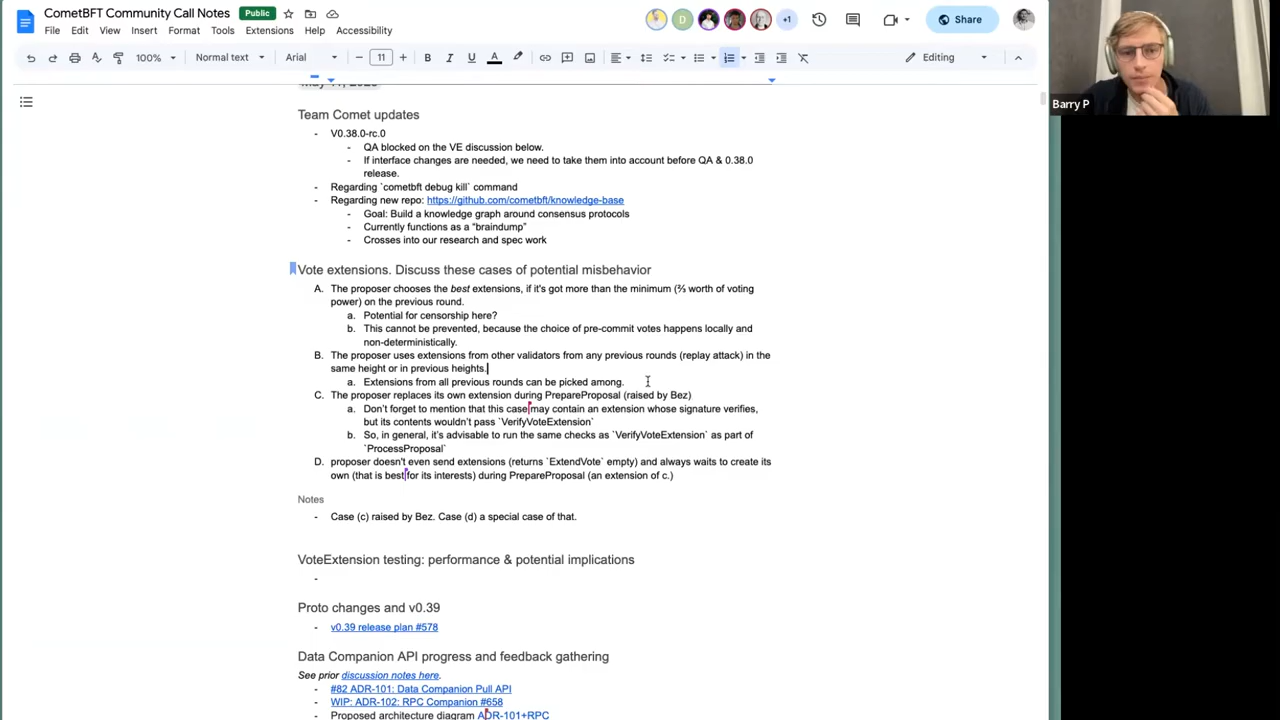 CometBFT Community Call Notes
Public
File Edit View Insert Format Tools Extensions Help Accessibility
D
+1
Share
100%
Normal text
Arial
11
B I U A
Editing
Barry P
Team Comet updates
- V0.38.0-rc.0
- QA blocked on the VE discussion below.
- If interface changes are needed, we need to take them into account before QA & 0.38.0
release.
- Regarding `cometbft debug kill` command
- Regarding new repo: https://github.com/cometbft/knowledge-base
- Goal: Build a knowledge graph around consensus protocols
- Currently functions as a “braindump”
- Crosses into our research and spec work
Vote extensions. Discuss these cases of potential misbehavior
A. The proposer chooses the best extensions, if it's got more than the minimum (⅔ worth of voting
power) on the previous round.
a. Potential for censorship here?
b. This cannot be prevented, because the choice of pre-commit votes happens locally and
non-deterministically.
B. The proposer uses extensions from other validators from any previous rounds (replay attack) in the
same height or in previous heights.
a. Extensions from all previous rounds can be picked among.
C. The proposer replaces its own extension during PrepareProposal (raised by Bez)
a. Don’t forget to mention that this case may contain an extension whose signature verifies,
but its contents wouldn’t pass `VerifyVoteExtension`
b. So, in general, it’s advisable to run the same checks as `VerifyVoteExtension` as part of
`ProcessProposal`
D. proposer doesn't even send extensions (returns `ExtendVote` empty) and always waits to create its
own (that is best for its interests) during PrepareProposal (an extension of c.)
Notes
- Case (c) raised by Bez. Case (d) a special case of that.
VoteExtension testing: performance & potential implications
-
Proto changes and v0.39
- v0.39 release plan #578
Data Companion API progress and feedback gathering
See prior discussion notes here.
- #82 ADR-101: Data Companion Pull API
- WIP: ADR-102: RPC Companion #658
- Proposed architecture diagram ADR-101+RPC